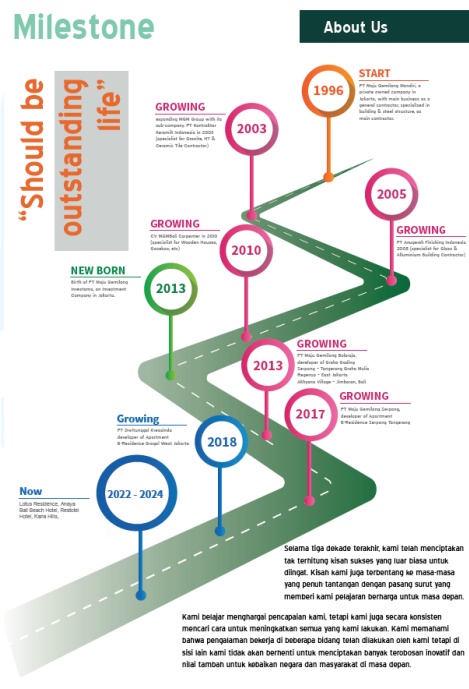 Milestone
About Us
“Should be
outstanding
life”
START
PT Maju Gemilang Mandiri, a
private owned company in
Jakarta, with main business as a
general contractor, specialised in
building & steel structure, as
main contractor.
1996
GROWING
expanding MGM Group with its
sub-company: PT Kontraktor
Keramik Indonesia in 2003
(specialist for Granite, HT &
Ceramic Tile Contractor)
2003
2005
GROWING
PT Anugerah Finishing Indonesia
2005 (specialist for Glass &
Alluminium Building Contractor)
GROWING
CV MGMBali Carpenter in 2010
(specialist for Wooden Houses,
Gazebos, etc)
2010
NEW BORN
Birth of PT Maju Gemilang
Investama, an Investment
Company in Jakarta.
2013
2013
GROWING
PT Maju Gemilang Balaraja,
developer of Graha Gading
Serpong - Tangerang Graha Mulia
Regency - East Jakarta
Village - Jimbaran, Bali
GROWING
PT Maju Gemilang Serpong,
developer of Apartment
B-Residence Serpong Tangerang
2017
Growing
PT Dwitunggal
developer of Apartment
B-Residence Grogol West Jakarta
2018
Now
Lotus Residence, Anaya
Bali Beach Hotel,
Hotel, Kana Hills,
2022 - 2024
Selama tiga dekade terakhir, kami telah menciptakan
tak terhitung kisah sukses yang luar biasa untuk
diingat. Kisah kami juga terbentang ke masa-masa
yang penuh tantangan dengan pasang surut yang
memberi kami pelajaran berharga untuk masa depan.
Kami belajar menghargai pencapaian kami, tetapi kami juga secara konsisten
mencari cara untuk meningkatkan semua yang kami lakukan. Kami memahami
bahwa pengalaman bekerja di beberapa bidang telah dilakukan oleh kami tetapi di
sisi lain kami tidak akan berhenti untuk menciptakan banyak terobosan inovatif dan
nilai tambah untuk kebaikan negara dan masyarakat di masa depan.